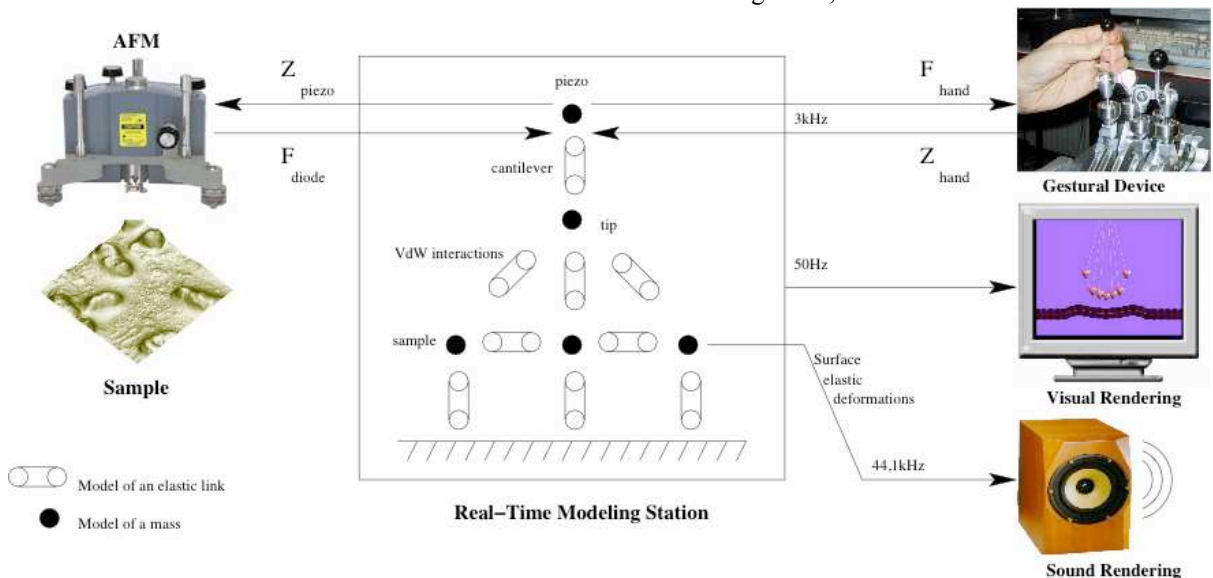 AFM
Z piezo
F diode
Sample
Model of an elastic link
Model of a mass
piezo
cantilever
tip
VdW interactions
sample
Real-Time Modeling Station
F hand
3kHz
Z hand
50Hz
Surface
elastic
deformations
44.1kHz
Gestural Device
Visual Rendering
Sound Rendering